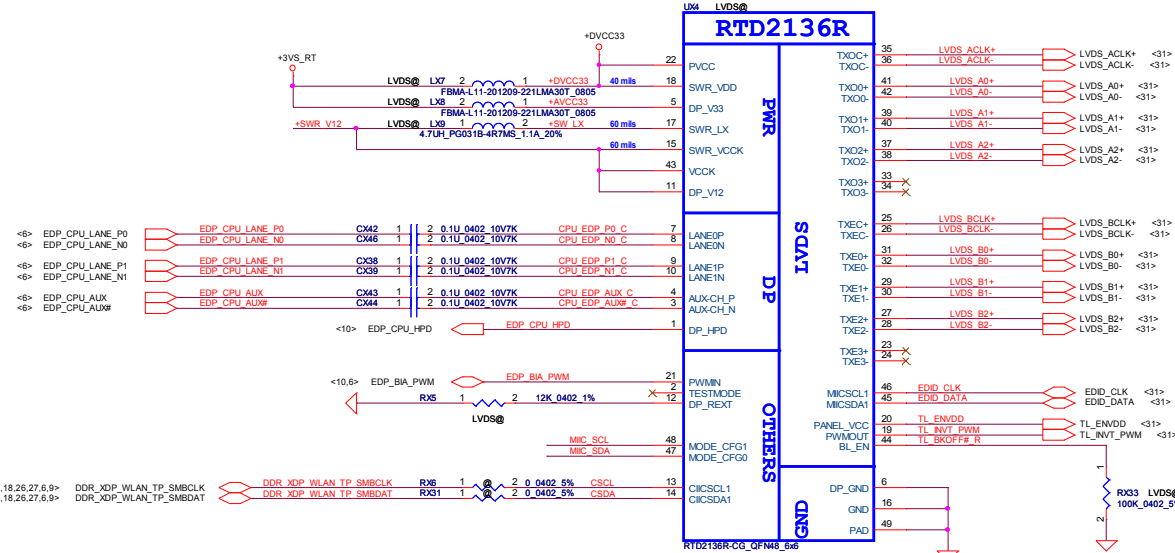 UX4 LVDS@
RTD2136R
+DVCC33
+3VS_RT
PWR
DP
OTHERS
LVDS
GND
22 PVCC
LVDS@ LX7 2 1 +DVCC33 40 mils 18 SWR_VDD
FBMA-L11-201209-221LMA30T_0805
LVDS@ LX8 2 1 +AVCC33 5 DP_V33
FBMA-L11-201209-221LMA30T_0805
+SWR_V12 LVDS@ LX9 1 2 +SW_LX 60 mils 17 SWR_LX
4.7UH_PG031B-4R7MS_1.1A_20%
60 mils 15 SWR_VCCK
43 VCCK
11 DP_V12
<6> EDP_CPU_LANE_P0 EDP_CPU_LANE_P0 CX42 1 2 0.1U_0402_10V7K CPU_EDP_P0_C 7 LANE0P
<6> EDP_CPU_LANE_N0 EDP_CPU_LANE_N0 CX46 1 2 0.1U_0402_10V7K CPU_EDP_N0_C 8 LANE0N
<6> EDP_CPU_LANE_P1 EDP_CPU_LANE_P1 CX38 1 2 0.1U_0402_10V7K CPU_EDP_P1_C 9 LANE1P
<6> EDP_CPU_LANE_N1 EDP_CPU_LANE_N1 CX39 1 2 0.1U_0402_10V7K CPU_EDP_N1_C 10 LANE1N
<6> EDP_CPU_AUX EDP_CPU_AUX CX43 1 2 0.1U_0402_10V7K CPU_EDP_AUX_C 4 AUX-CH_P
<6> EDP_CPU_AUX# EDP_CPU_AUX# CX44 1 2 0.1U_0402_10V7K CPU_EDP_AUX#_C 3 AUX-CH_N
<10> EDP_CPU_HPD EDP_CPU_HPD 1 DP_HPD
<10,6> EDP_BIA_PWM EDP_BIA_PWM 21 PWMIN
2 TESTMODE
RX5 1 2 12K_0402_1% 12 DP_REXT
LVDS@
MIIC_SCL 48 MODE_CFG1
MIIC_SDA 47 MODE_CFG0
,18,26,27,6,9> DDR_XDP_WLAN_TP_SMBCLK DDR_XDP_WLAN_TP_SMBCLK RX6 1 @ 2 0_0402_5% CSCL 13 CIICSCL1
,18,26,27,6,9> DDR_XDP_WLAN_TP_SMBDAT DDR_XDP_WLAN_TP_SMBDAT RX31 1 @ 2 0_0402_5% CSDA 14 CIICSDA1
TXOC+ 35 LVDS_ACLK+ LVDS_ACLK+ <31>
TXOC- 36 LVDS_ACLK- LVDS_ACLK- <31>
TXO0+ 41 LVDS_A0+ LVDS_A0+ <31>
TXO0- 42 LVDS_A0- LVDS_A0- <31>
TXO1+ 39 LVDS_A1+ LVDS_A1+ <31>
TXO1- 40 LVDS_A1- LVDS_A1- <31>
TXO2+ 37 LVDS_A2+ LVDS_A2+ <31>
TXO2- 38 LVDS_A2- LVDS_A2- <31>
TXO3+ 33
TXO3- 34
TXEC+ 25 LVDS_BCLK+ LVDS_BCLK+ <31>
TXEC- 26 LVDS_BCLK- LVDS_BCLK- <31>
TXE0+ 31 LVDS_B0+ LVDS_B0+ <31>
TXE0- 32 LVDS_B0- LVDS_B0- <31>
TXE1+ 29 LVDS_B1+ LVDS_B1+ <31>
TXE1- 30 LVDS_B1- LVDS_B1- <31>
TXE2+ 27 LVDS_B2+ LVDS_B2+ <31>
TXE2- 28 LVDS_B2- LVDS_B2- <31>
TXE3+ 23
TXE3- 24
MIICSCL1 46 EDID_CLK EDID_CLK <31>
MIICSDA1 45 EDID_DATA EDID_DATA <31>
PANEL_VCC 20 TL_ENVDD TL_ENVDD <31>
PWMOUT 19 TL_INVT_PWM TL_INVT_PWM <31>
BL_EN 44 TL_BKOFF#_R
DP_GND 6
GND 16
PAD 49
1
RX33 LVDS@
100K_0402_5%
2
RTD2136R-CG_QFN48_6x6